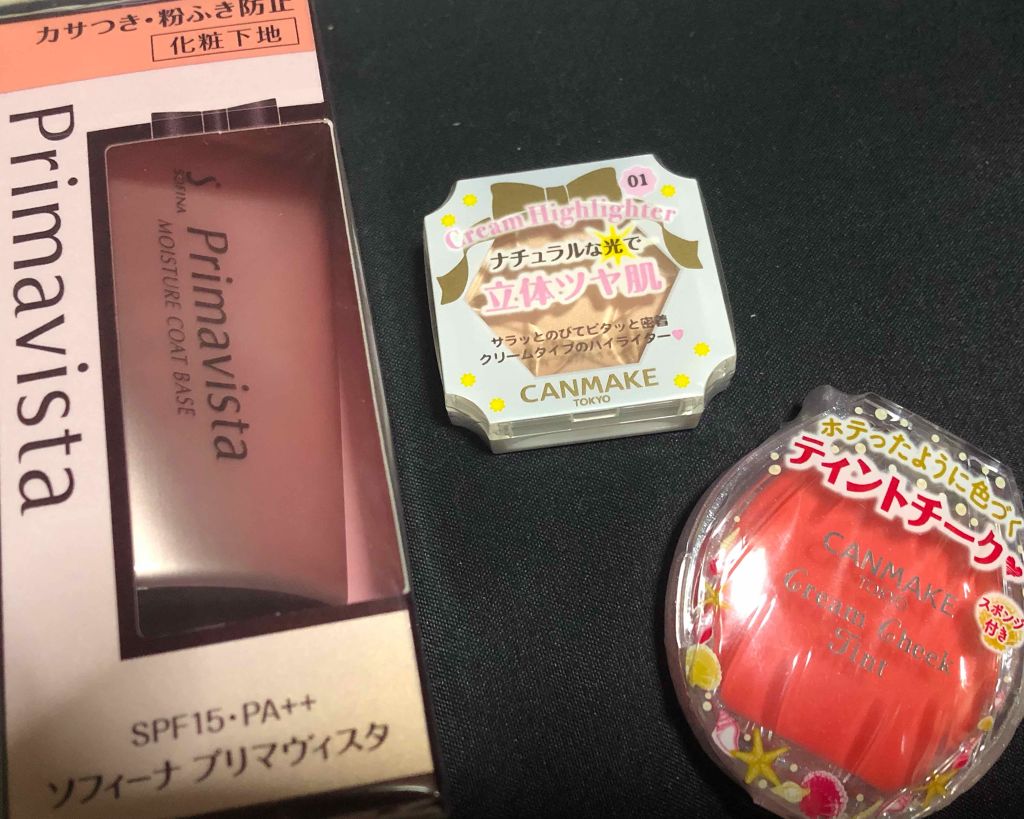 カサつき・粉ふき防止
化粧下地
Primavista
S
SOFINA
Primavista
MOISTURE COAT BASE
SPF15・PA++
ソフィーナ プリマヴィスタ
01
Cream Highlighter
ナチュラルな光で
立体ツヤ肌
サラッとのびてピタッと密着
クリームタイプのハイライター
CANMAKE
TOKYO
ホテったように色づく
ティントチーク
CANMAKE
TOKYO
Cream Cheek
Tint
スポンジ
付き